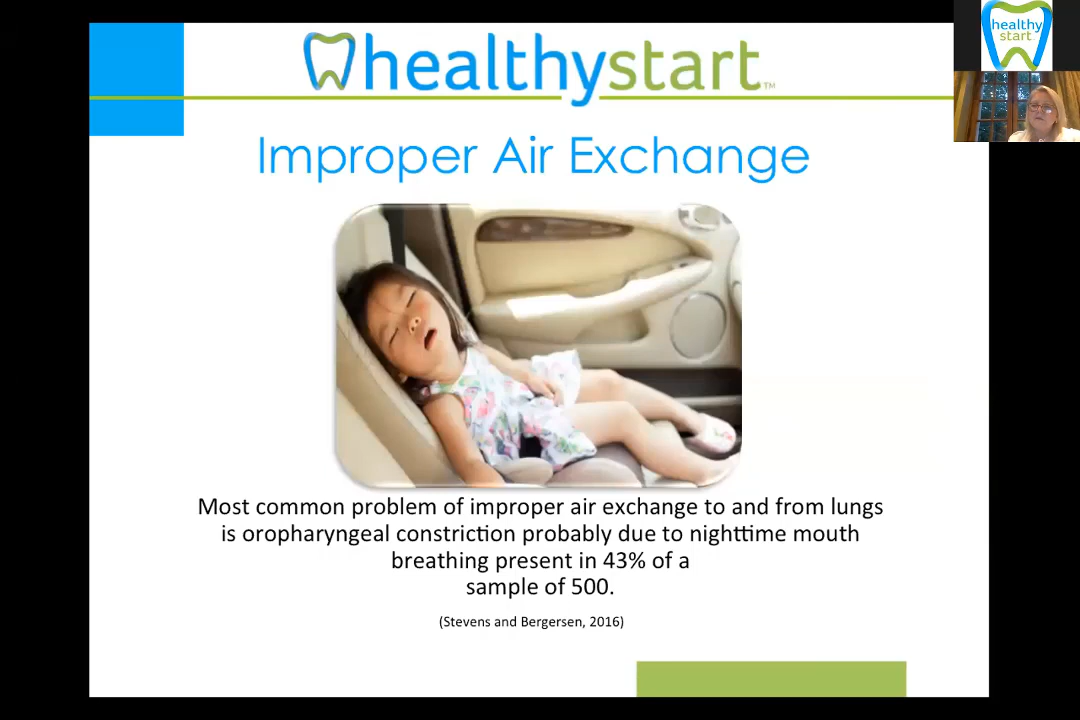 healthystart™
healthy
start
Improper Air Exchange
Most common problem of improper air exchange to and from lungs
is oropharyngeal constriction probably due to nighttime mouth
breathing present in 43% of a
sample of 500.
(Stevens and Bergersen, 2016)